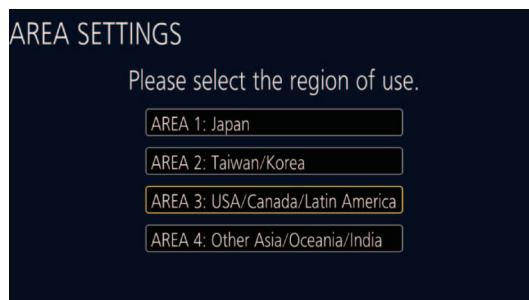 AREA SETTINGS
Please select the region of use.
AREA 1: Japan
AREA 2: Taiwan/Korea
AREA 3: USA/Canada/Latin America
AREA 4: Other Asia/Oceania/India